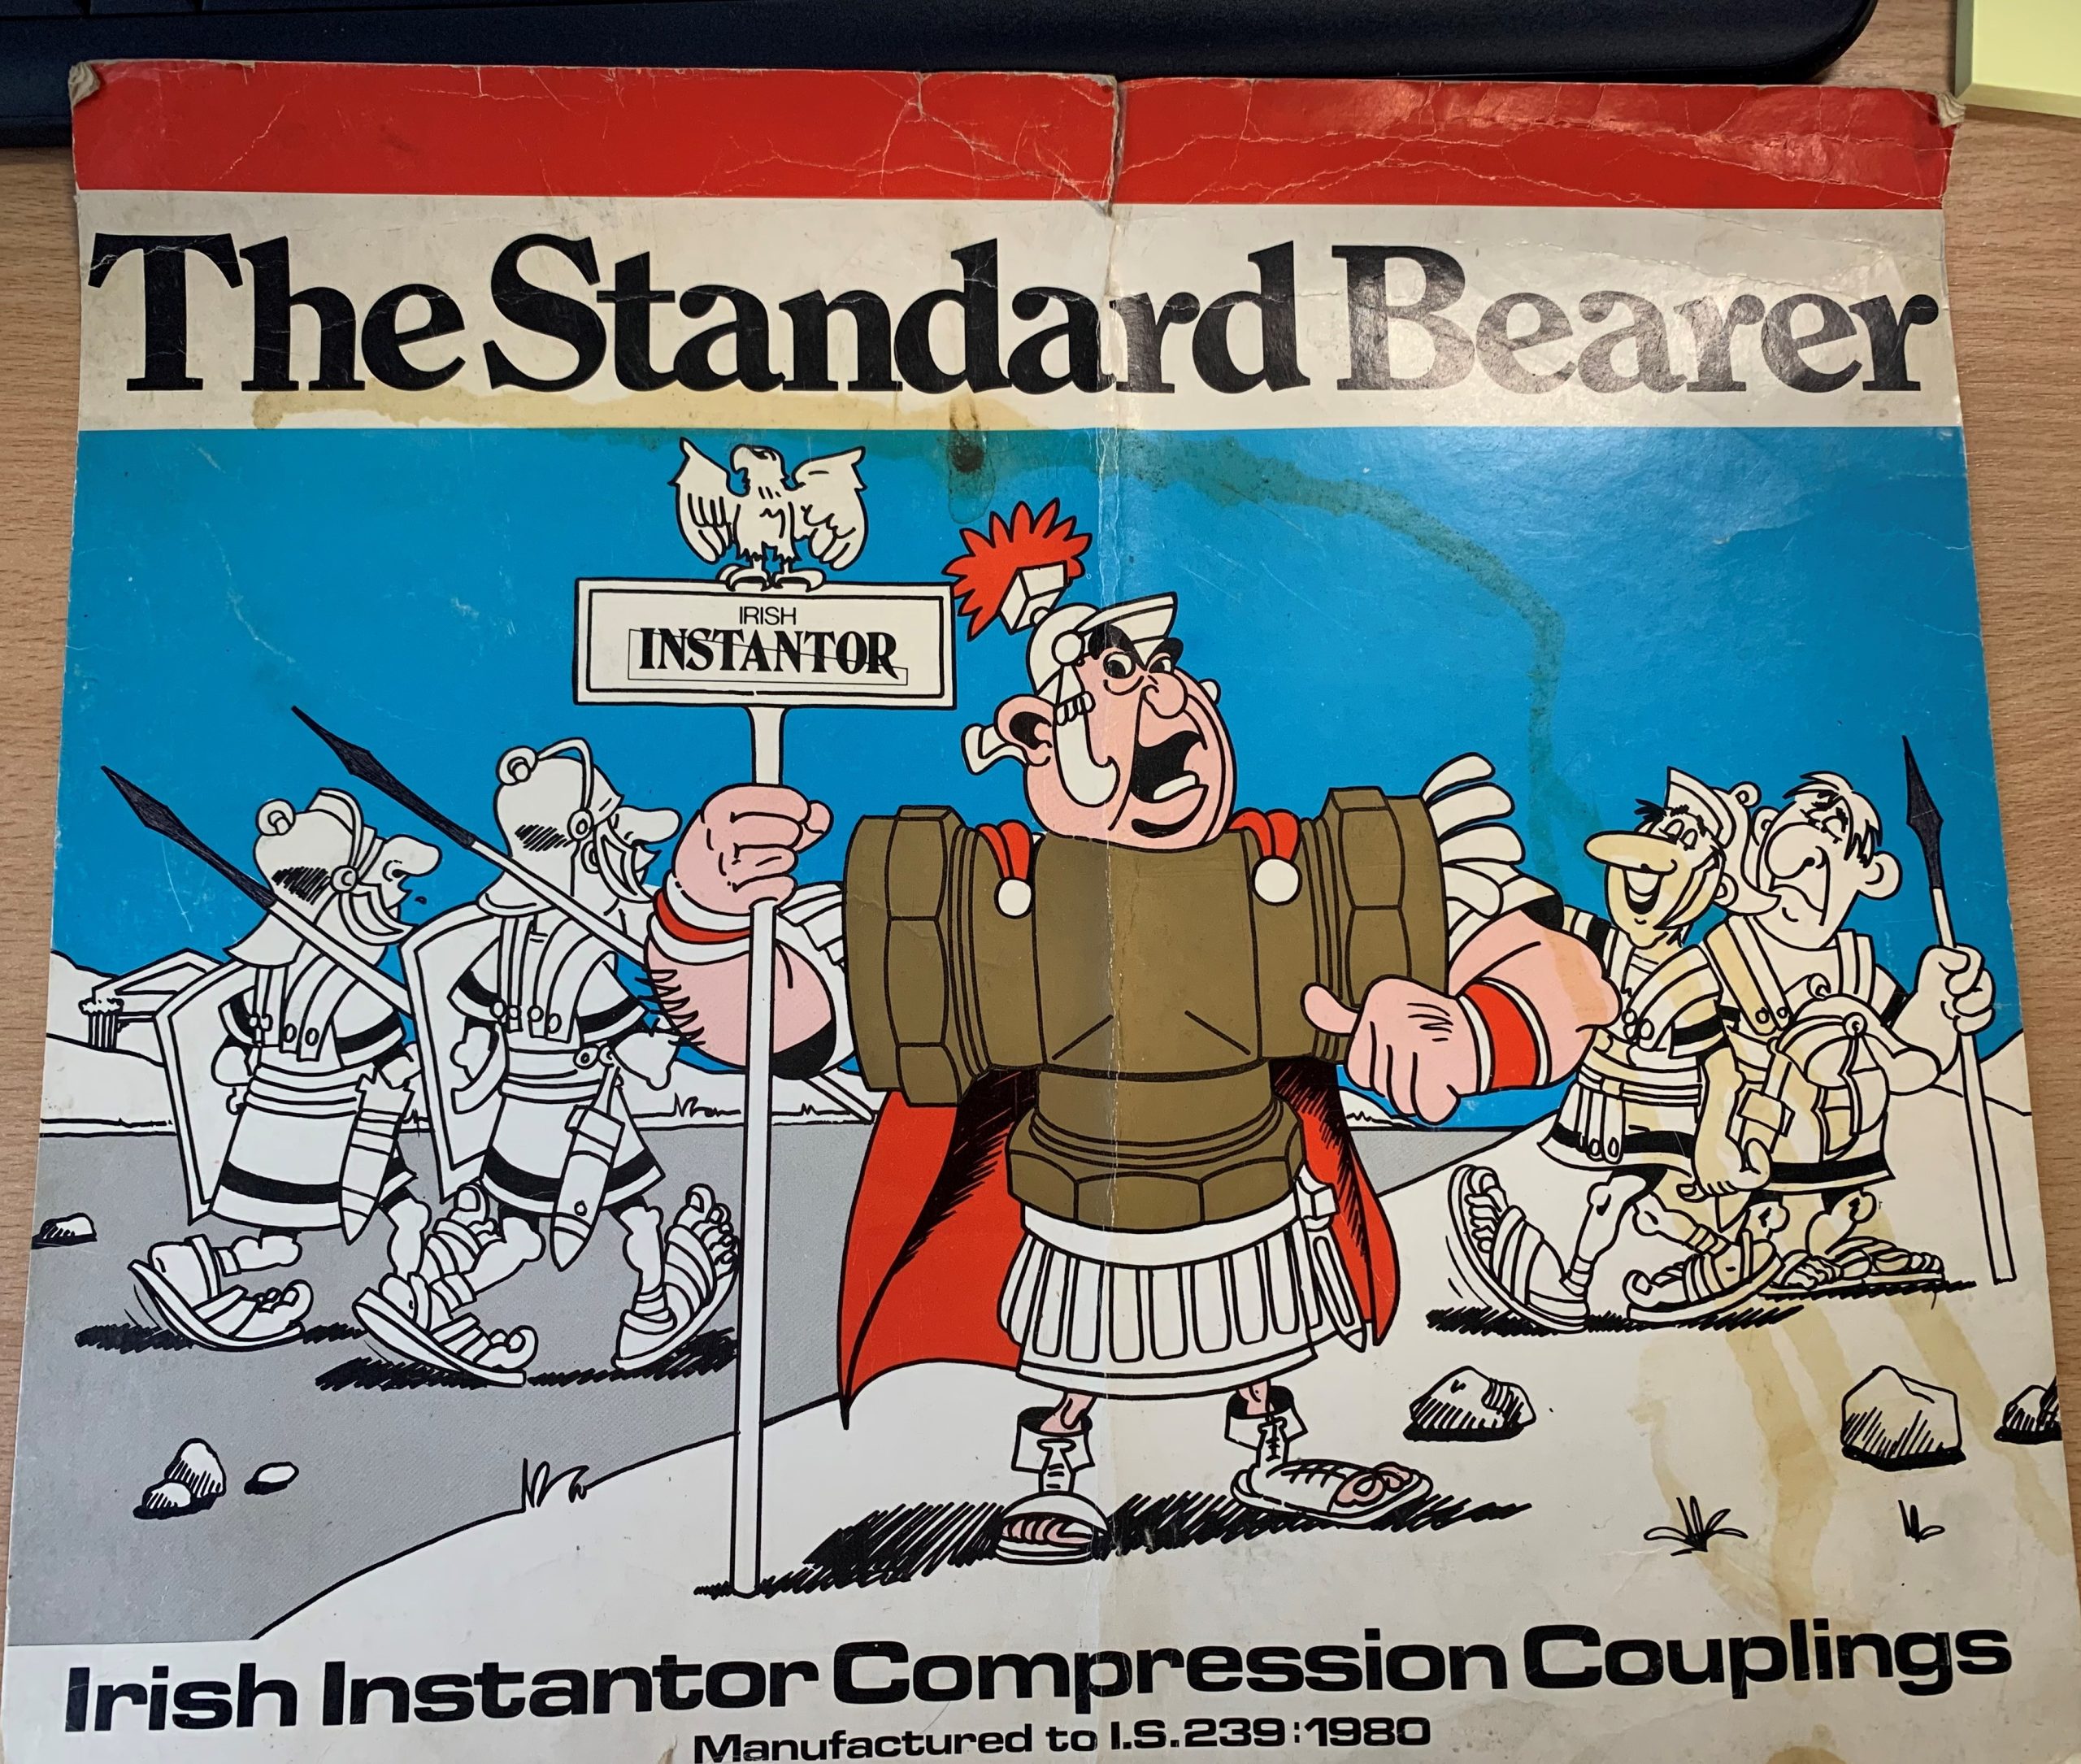 The Standard Bearer
IRISH
INSTANTOR
Irish Instantor Compression Couplings
Manufactured to I.S.239:1980